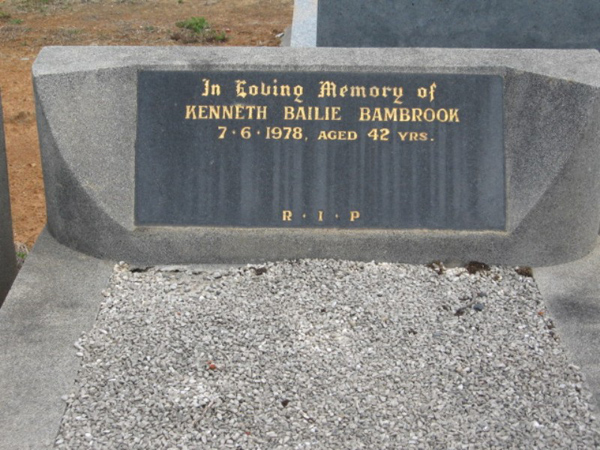 In Loving Memory of
KENNETH BAILIE BAMBROOK
7·6·1978, AGED 42 YRS.
R·I·P